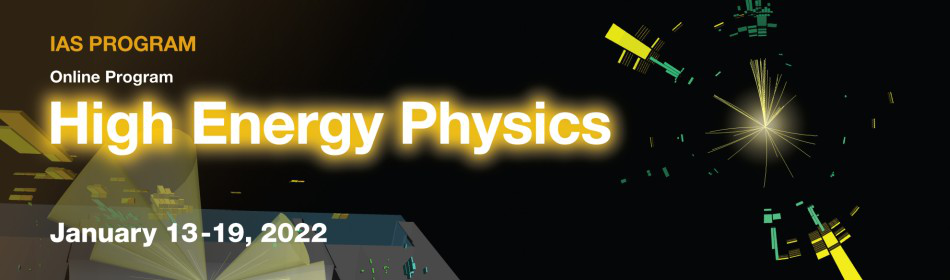 IAS PROGRAM
Online Program
High Energy Physics
January 13-19, 2022